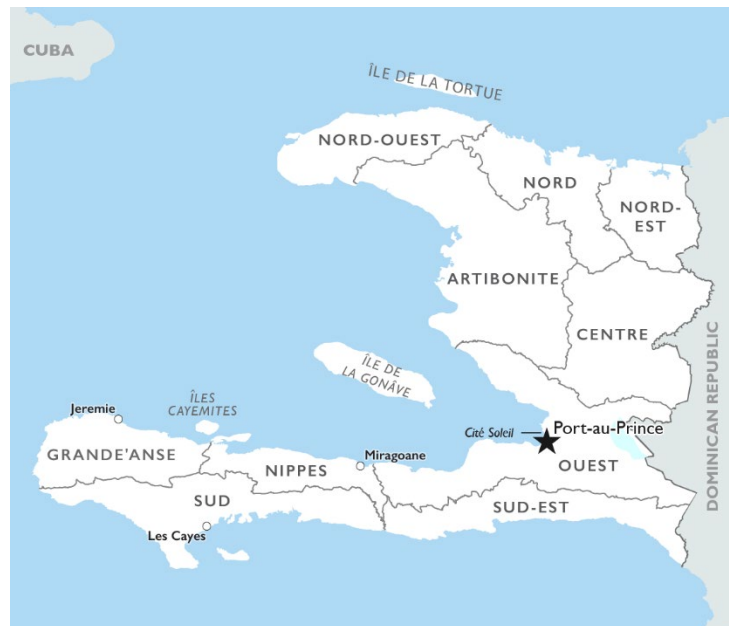 CUBA
ÎLE DE LA TORTUE
NORD-OUEST
NORD
NORD-
EST
ARTIBONITE
CENTRE
DOMINICAN REPUBLIC
ÎLE DE
LA GONÂVE
ÎLES
CAYEMITES
Jeremie
Cité Soleil
Port-au-Prince
GRANDE'ANSE
NIPPES
Miragoane
OUEST
SUD
SUD-EST
Les Cayes